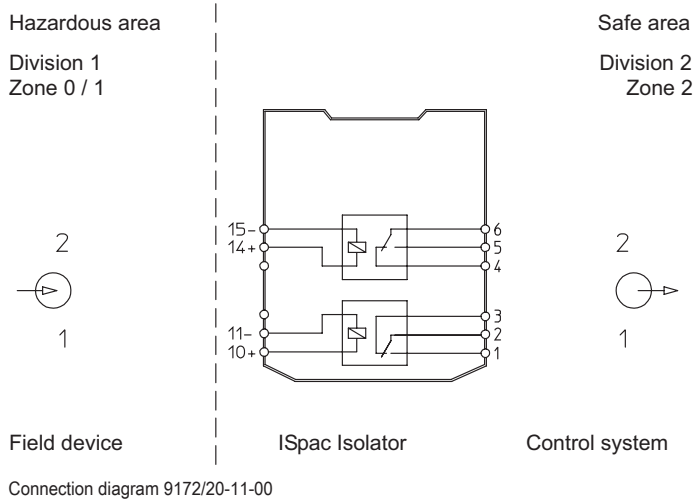 Hazardous area
Safe area
Division 1
Zone 0 / 1
Division 2
Zone 2
15-
14+
6
5
4
2
1
2
1
11-
10+
3
2
1
Field device
ISpac Isolator
Control system
Connection diagram 9172/20-11-00